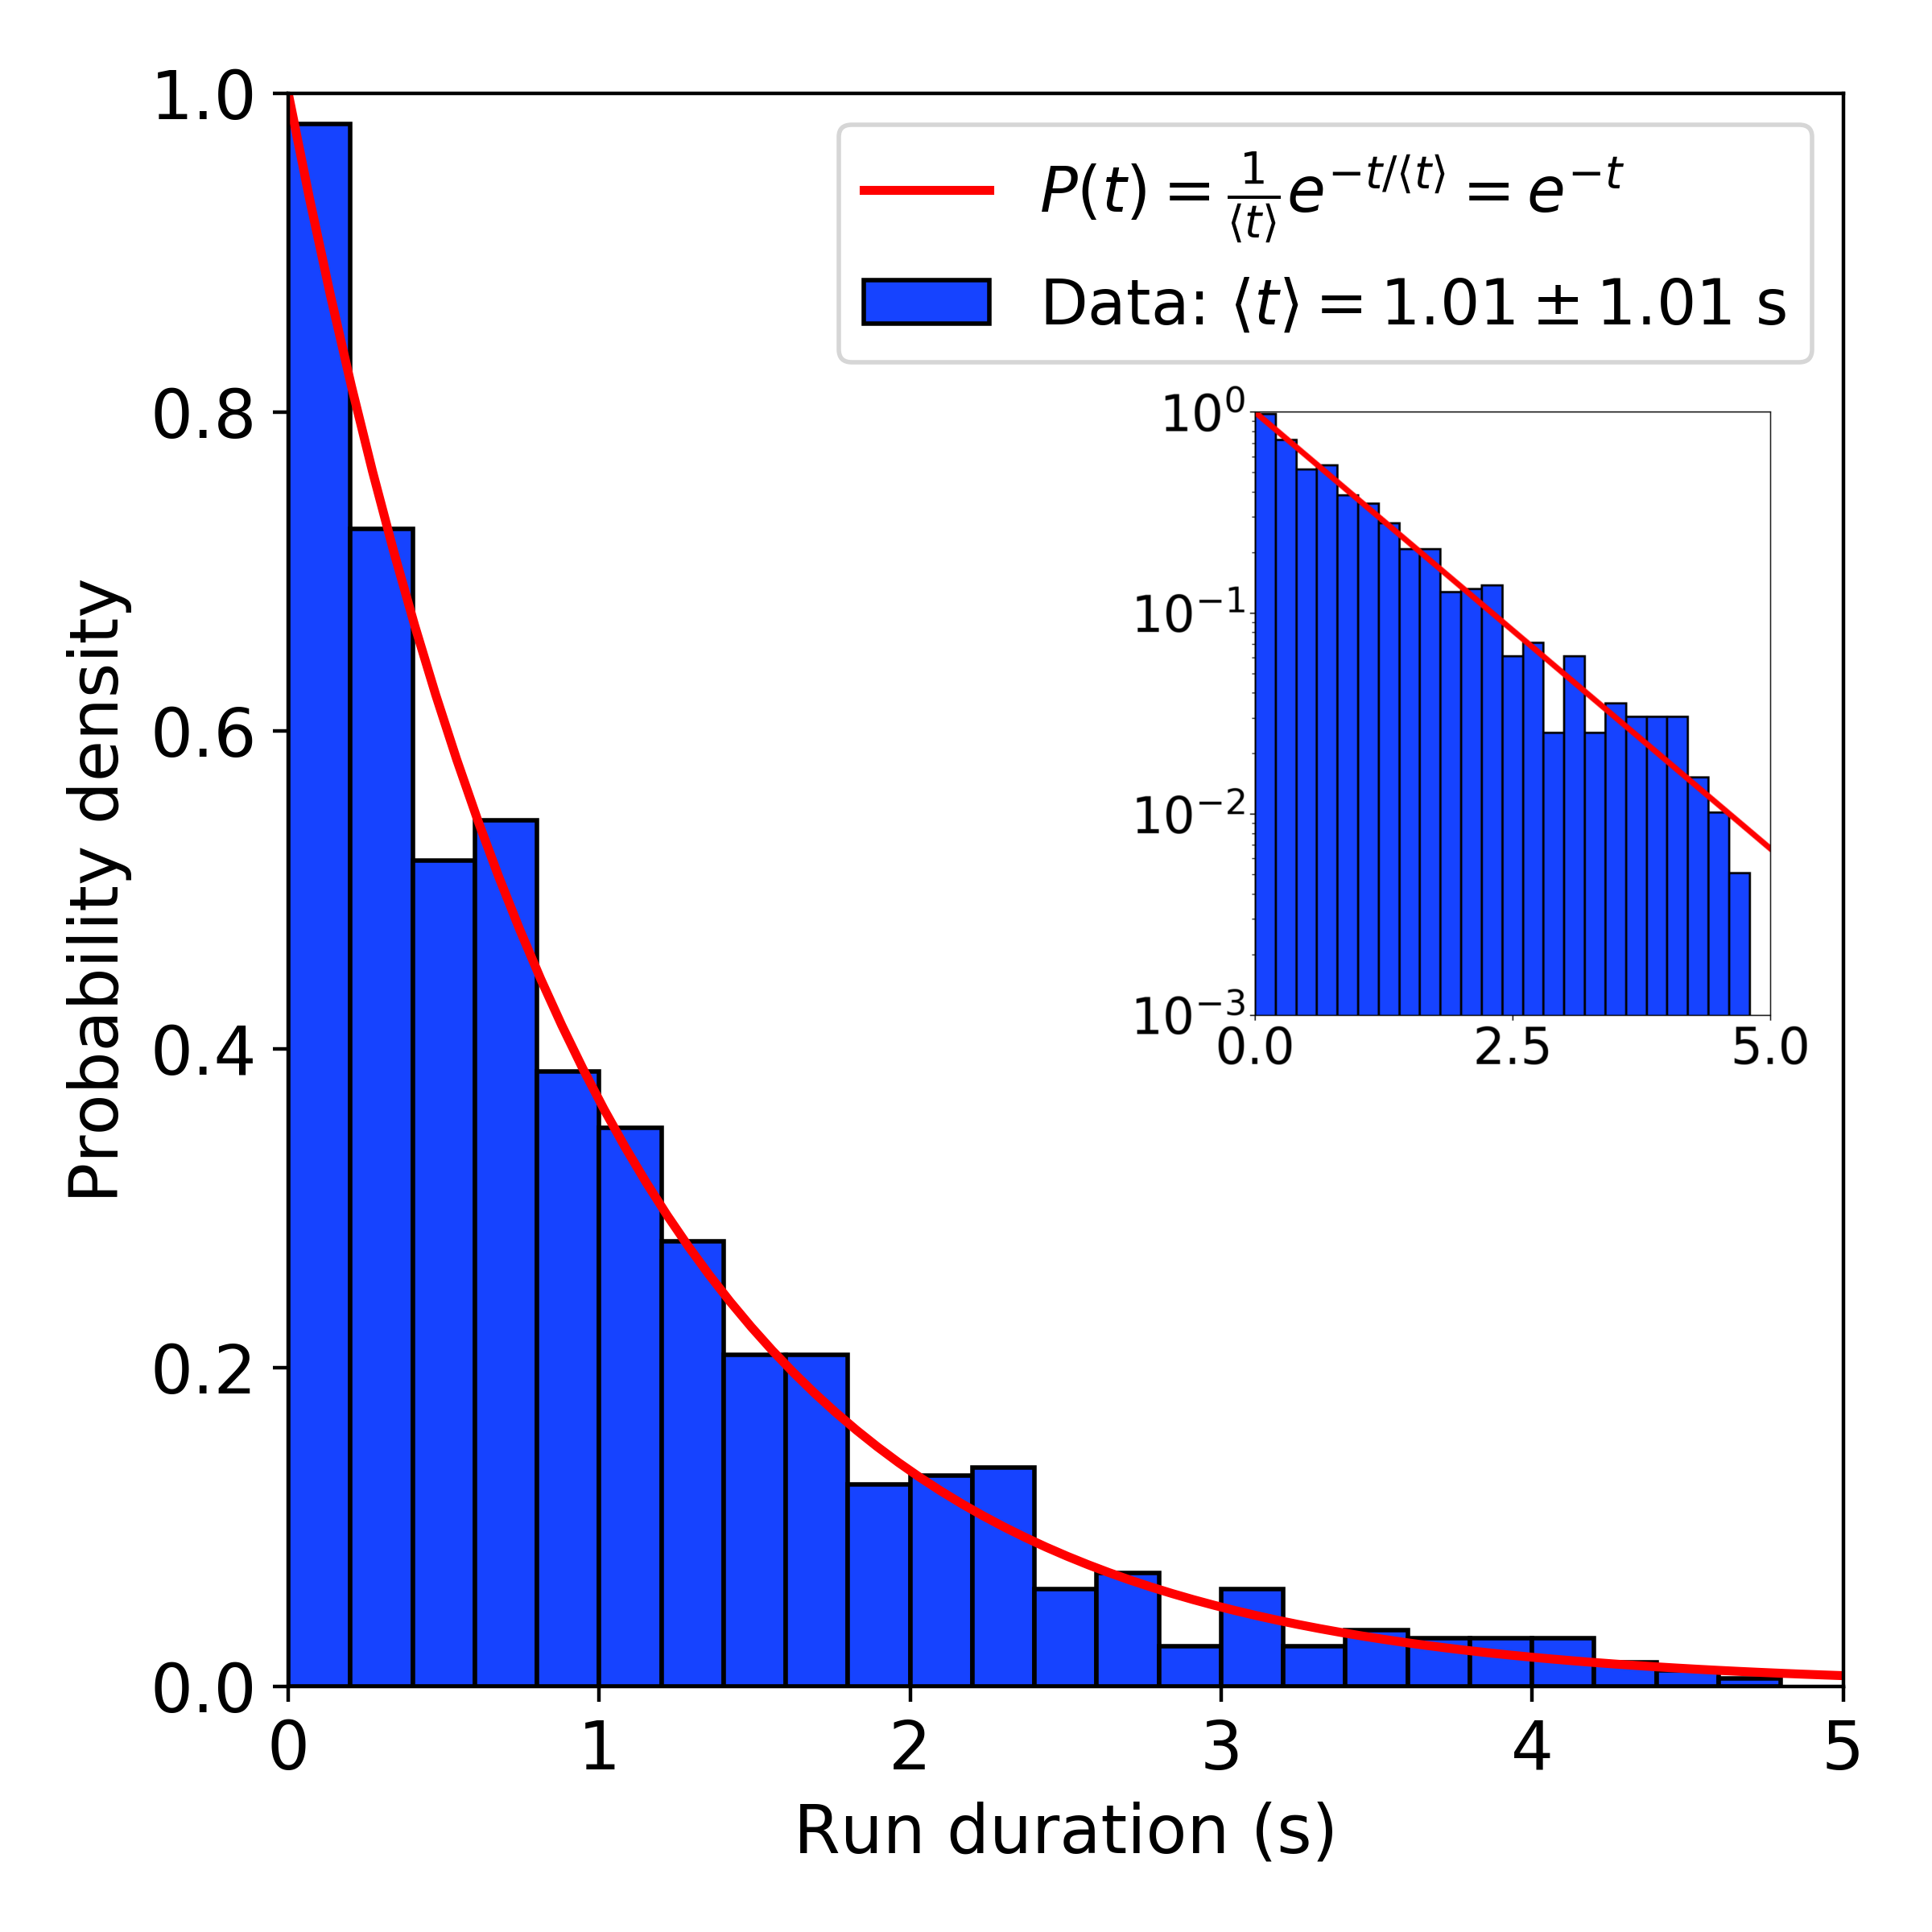 1.0
0.8
0.6
0.4
0.2
0.0
Probability density
P(t) = 1/⟨t⟩ e^{−t/⟨t⟩} = e^{−t}
Data: ⟨t⟩ = 1.01 ± 1.01 s
10⁰
10⁻¹
10⁻²
10⁻³
0.0 2.5 5.0
0 1 2 3 4 5
Run duration (s)